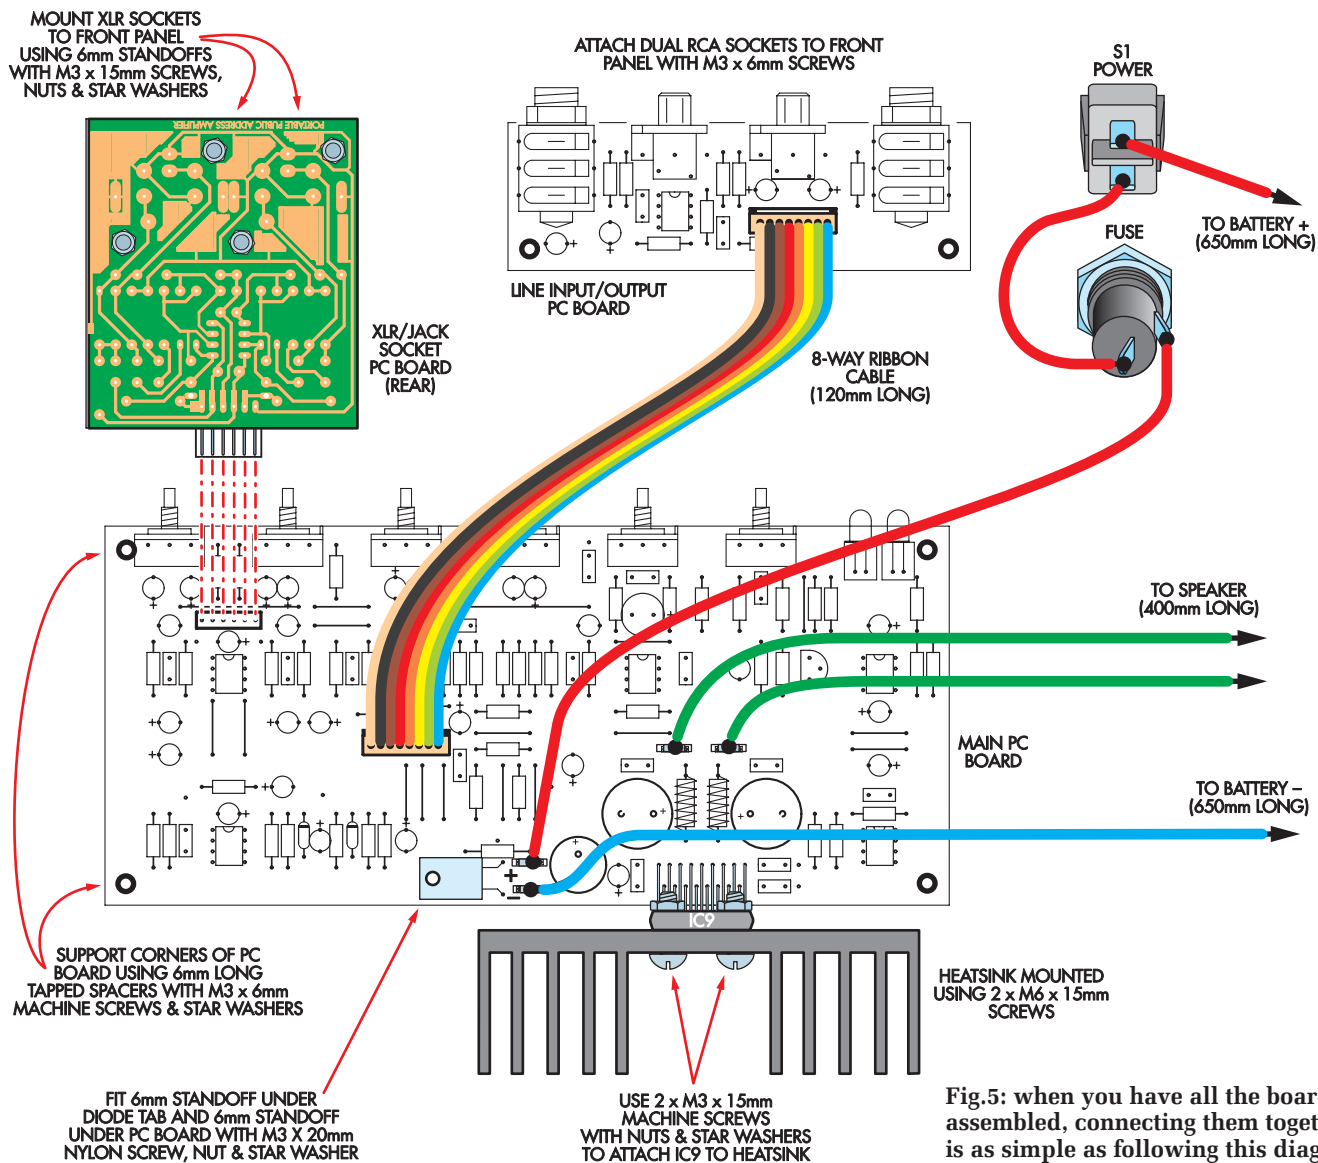 MOUNT XLR SOCKETS
TO FRONT PANEL
USING 6mm STANDOFFS
WITH M3 x 15mm SCREWS,
NUTS & STAR WASHERS
ATTACH DUAL RCA SOCKETS TO FRONT
PANEL WITH M3 x 6mm SCREWS
S1
POWER
PORTABLE PUBLIC ADDRESS AMPLIFIER
TO BATTERY +
(650mm LONG)
FUSE
LINE INPUT/OUTPUT
PC BOARD
XLR/JACK
SOCKET
PC BOARD
(REAR)
8-WAY RIBBON
CABLE
(120mm LONG)
TO SPEAKER
(400mm LONG)
MAIN PC
BOARD
TO BATTERY –
(650mm LONG)
+
–
IC9
SUPPORT CORNERS OF PC
BOARD USING 6mm LONG
TAPPED SPACERS WITH M3 x 6mm
MACHINE SCREWS & STAR WASHERS
HEATSINK MOUNTED
USING 2 x M6 x 15mm
SCREWS
FIT 6mm STANDOFF UNDER
DIODE TAB AND 6mm STANDOFF
UNDER PC BOARD WITH M3 X 20mm
NYLON SCREW, NUT & STAR WASHER
USE 2 x M3 x 15mm
MACHINE SCREWS
WITH NUTS & STAR WASHERS
TO ATTACH IC9 TO HEATSINK
Fig.5: when you have all the boar
assembled, connecting them toget
is as simple as following this diag